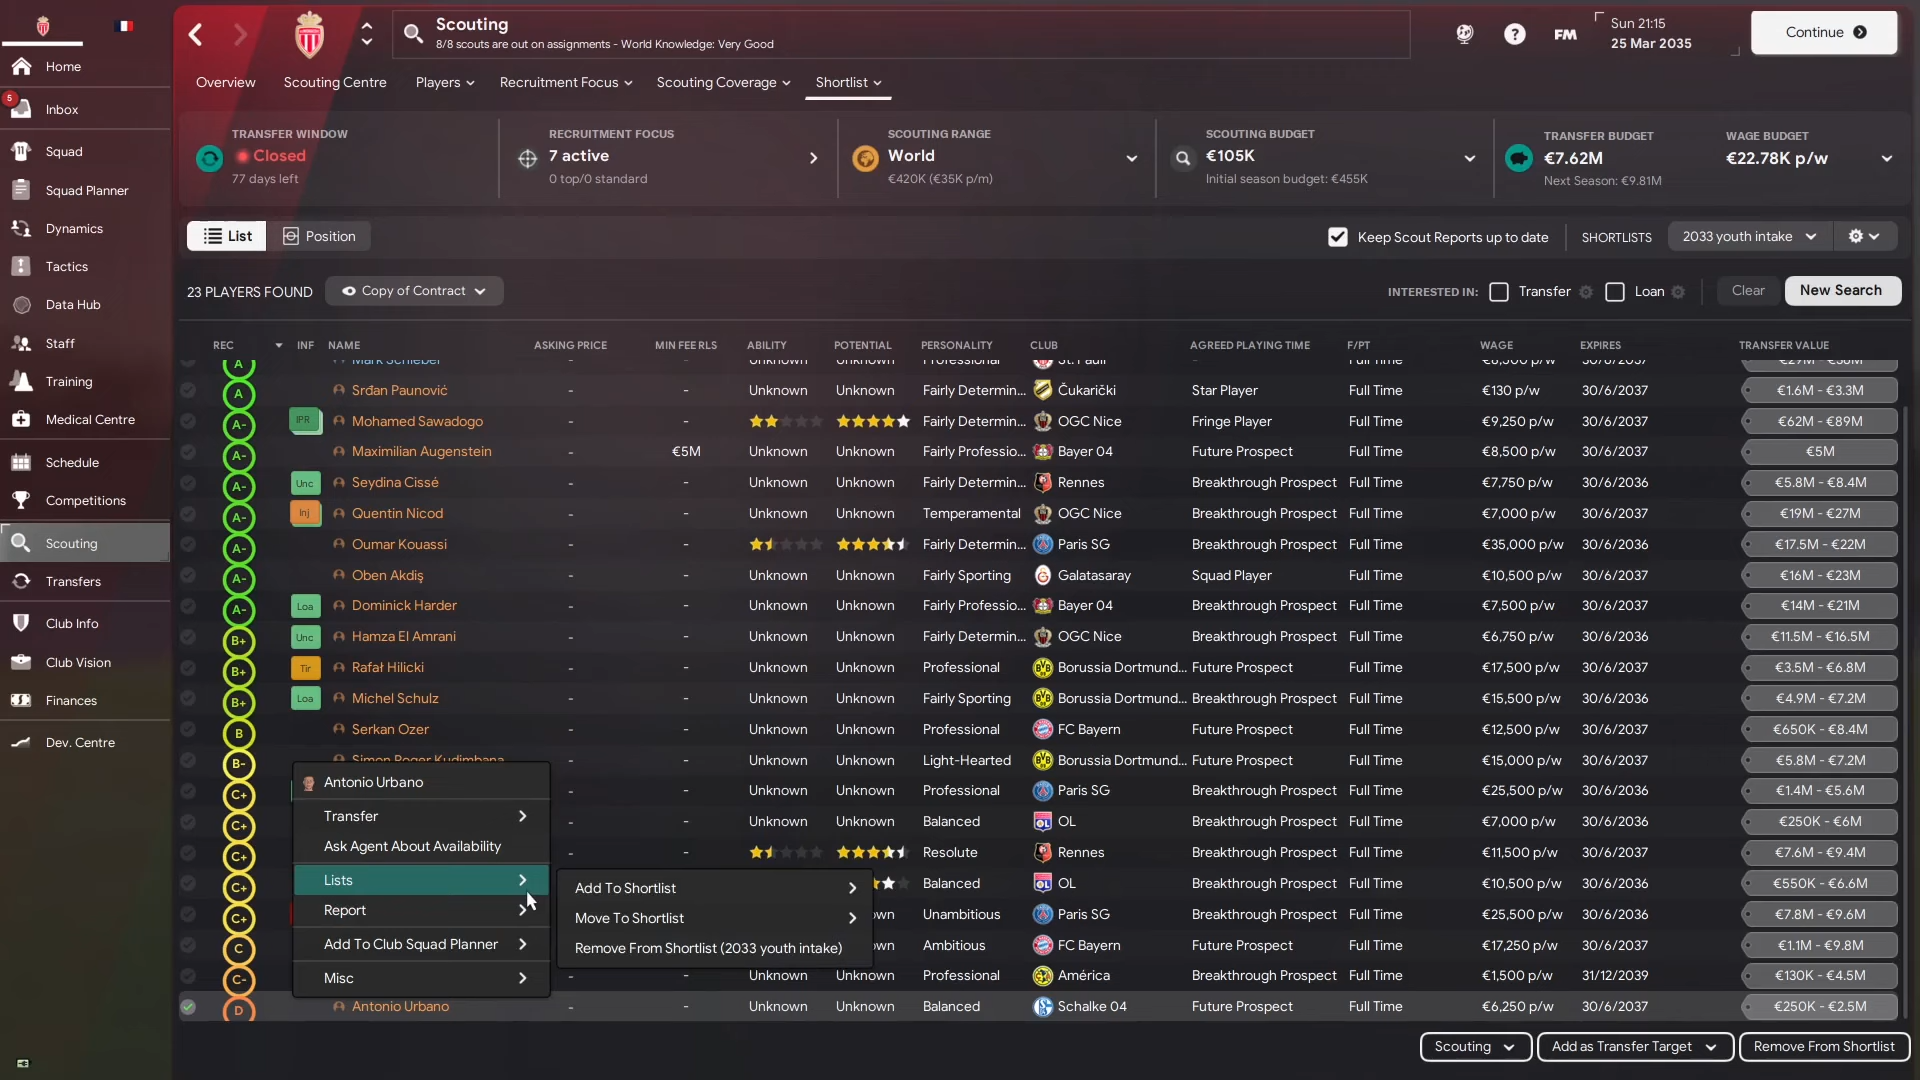 Scouting
8/8 scouts are out on assignments - World Knowledge: Very Good
FM
Sun 21:15
25 Mar 2035
Continue
Home
5
Inbox
Squad
Squad Planner
Dynamics
Tactics
Data Hub
Staff
Training
Medical Centre
Schedule
Competitions
Scouting
Transfers
Club Info
Club Vision
Finances
Dev. Centre
Overview Scouting Centre Players Recruitment Focus Scouting Coverage Shortlist
TRANSFER WINDOW
Closed
77 days left
RECRUITMENT FOCUS
7 active
0 top/0 standard
SCOUTING RANGE
World
€420K (€35K p/m)
SCOUTING BUDGET
€105K
Initial season budget: €455K
TRANSFER BUDGET
€7.62M
Next Season: €9.81M
WAGE BUDGET
€22.78K p/w
List Position
Keep Scout Reports up to date SHORTLISTS 2033 youth intake
23 PLAYERS FOUND Copy of Contract INTERESTED IN: Transfer Loan Clear New Search
REC INF NAME ASKING PRICE MIN FEE RLS ABILITY POTENTIAL PERSONALITY CLUB AGREED PLAYING TIME F/PT WAGE EXPIRES TRANSFER VALUE
A Mark Schieber - - Unknown Unknown Professional St. Pauli - Full Time 30/6/2037
A Srđan Paunović - - Unknown Unknown Fairly Determin... Čukarički Star Player Full Time €130 p/w 30/6/2037 €1.6M - €3.3M
A- IPR Mohamed Sawadogo - - Fairly Determin... OGC Nice Fringe Player Full Time €9,250 p/w 30/6/2037 €62M - €89M
A- Maximilian Augenstein - €5M Unknown Unknown Fairly Professio... Bayer 04 Future Prospect Full Time €8,500 p/w 30/6/2037 €5M
A- Unc Seydina Cissé - - Unknown Unknown Fairly Determin... Rennes Breakthrough Prospect Full Time €7,750 p/w 30/6/2037 €5.8M - €8.4M
A- Inj Quentin Nicod - - Unknown Unknown Temperamental OGC Nice Breakthrough Prospect Full Time €7,000 p/w 30/6/2037 €19M - €27M
A- Oumar Kouassi - - Fairly Determin... Paris SG Breakthrough Prospect Full Time €35,000 p/w 30/6/2036 €17.5M - €22M
A- Oben Akdiş - - Unknown Unknown Fairly Sporting Galatasaray Squad Player Full Time €10,500 p/w 30/6/2037 €16M - €23M
A- Loa Dominick Harder - - Unknown Unknown Fairly Professio... Bayer 04 Breakthrough Prospect Full Time €7,500 p/w 30/6/2037 €14M - €21M
B+ Unc Hamza El Amrani - - Unknown Unknown Fairly Determin... OGC Nice Breakthrough Prospect Full Time €6,750 p/w 30/6/2036 €11.5M - €16.5M
B+ Tir Rafał Hilicki - - Unknown Unknown Professional Borussia Dortmund... Future Prospect Full Time €17,500 p/w 30/6/2037 €3.5M - €6.8M
B+ Loa Michel Schulz - - Unknown Unknown Fairly Sporting Borussia Dortmund... Breakthrough Prospect Full Time €15,500 p/w 30/6/2036 €4.9M - €7.2M
B Serkan Ozer - - Unknown Unknown Professional FC Bayern Future Prospect Full Time €12,500 p/w 30/6/2037 €650K - €8.4M
B- Simon Roger Kudimbana - - Unknown Unknown Light-Hearted Borussia Dortmund... Future Prospect Full Time €15,000 p/w 30/6/2037 €5.8M - €7.2M
C+ - - Unknown Unknown Professional Paris SG Breakthrough Prospect Full Time €25,500 p/w 30/6/2036 €1.4M - €5.6M
C+ - - Unknown Unknown Balanced OL Breakthrough Prospect Full Time €7,000 p/w 30/6/2036 €250K - €6M
C+ - - Resolute Rennes Breakthrough Prospect Full Time €11,500 p/w 30/6/2037 €7.6M - €9.4M
C+ Balanced OL Breakthrough Prospect Full Time €10,500 p/w 30/6/2036 €550K - €6.6M
C+ own Unambitious Paris SG Breakthrough Prospect Full Time €25,500 p/w 30/6/2036 €7.8M - €9.6M
C own Ambitious FC Bayern Future Prospect Full Time €17,250 p/w 30/6/2037 €1.1M - €9.8M
C- - - Unknown Unknown Professional América Breakthrough Prospect Full Time €1,500 p/w 31/12/2039 €130K - €4.5M
D Antonio Urbano - - Unknown Unknown Balanced Schalke 04 Future Prospect Full Time €6,250 p/w 30/6/2037 €250K - €2.5M
Antonio Urbano
Transfer
Ask Agent About Availability
Lists
Report
Add To Club Squad Planner
Misc
Add To Shortlist
Move To Shortlist
Remove From Shortlist (2033 youth intake)
Scouting Add as Transfer Target Remove From Shortlist